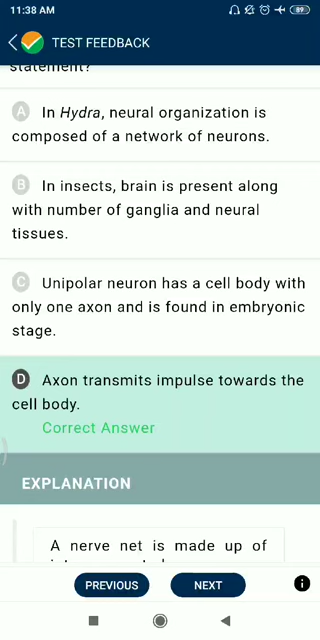 11:38 AM
89
TEST FEEDBACK
statement?
A In Hydra, neural organization is
composed of a network of neurons.
B In insects, brain is present along
with number of ganglia and neural
tissues.
C Unipolar neuron has a cell body with
only one axon and is found in embryonic
stage.
D Axon transmits impulse towards the
cell body.
Correct Answer
EXPLANATION
A nerve net is made up of
PREVIOUS NEXT